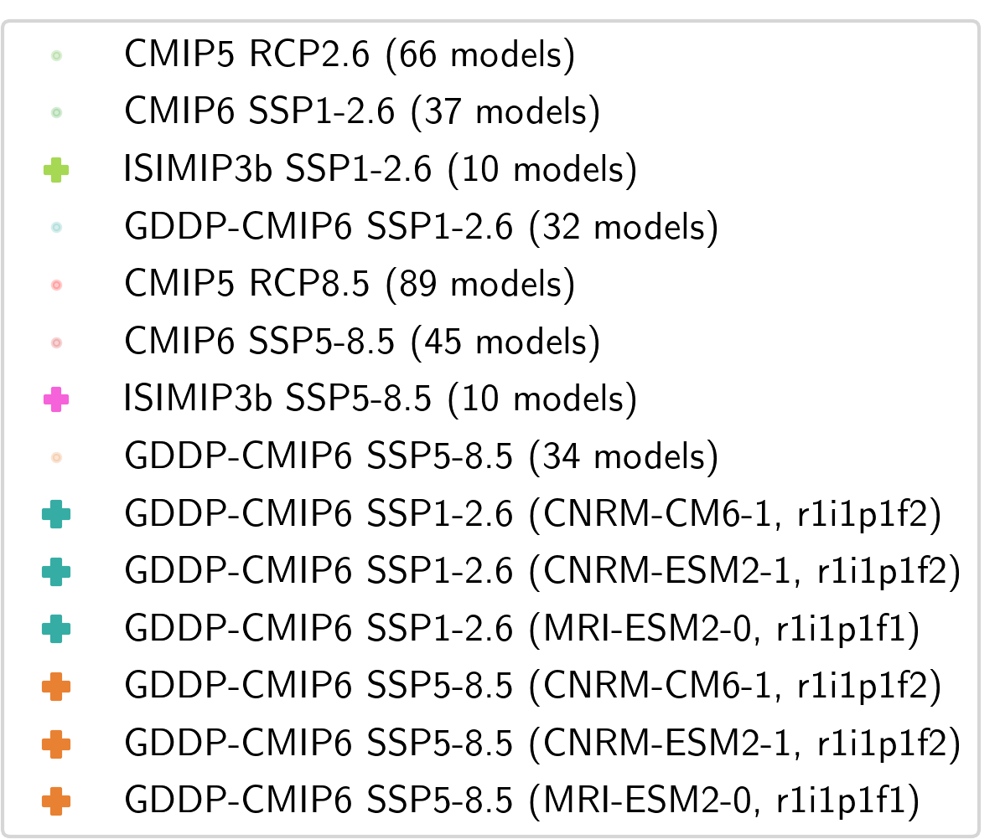 CMIP5 RCP2.6 (66 models)
CMIP6 SSP1-2.6 (37 models)
ISIMIP3b SSP1-2.6 (10 models)
GDDP-CMIP6 SSP1-2.6 (32 models)
CMIP5 RCP8.5 (89 models)
CMIP6 SSP5-8.5 (45 models)
ISIMIP3b SSP5-8.5 (10 models)
GDDP-CMIP6 SSP5-8.5 (34 models)
GDDP-CMIP6 SSP1-2.6 (CNRM-CM6-1, r1i1p1f2)
GDDP-CMIP6 SSP1-2.6 (CNRM-ESM2-1, r1i1p1f2)
GDDP-CMIP6 SSP1-2.6 (MRI-ESM2-0, r1i1p1f1)
GDDP-CMIP6 SSP5-8.5 (CNRM-CM6-1, r1i1p1f2)
GDDP-CMIP6 SSP5-8.5 (CNRM-ESM2-1, r1i1p1f2)
GDDP-CMIP6 SSP5-8.5 (MRI-ESM2-0, r1i1p1f1)